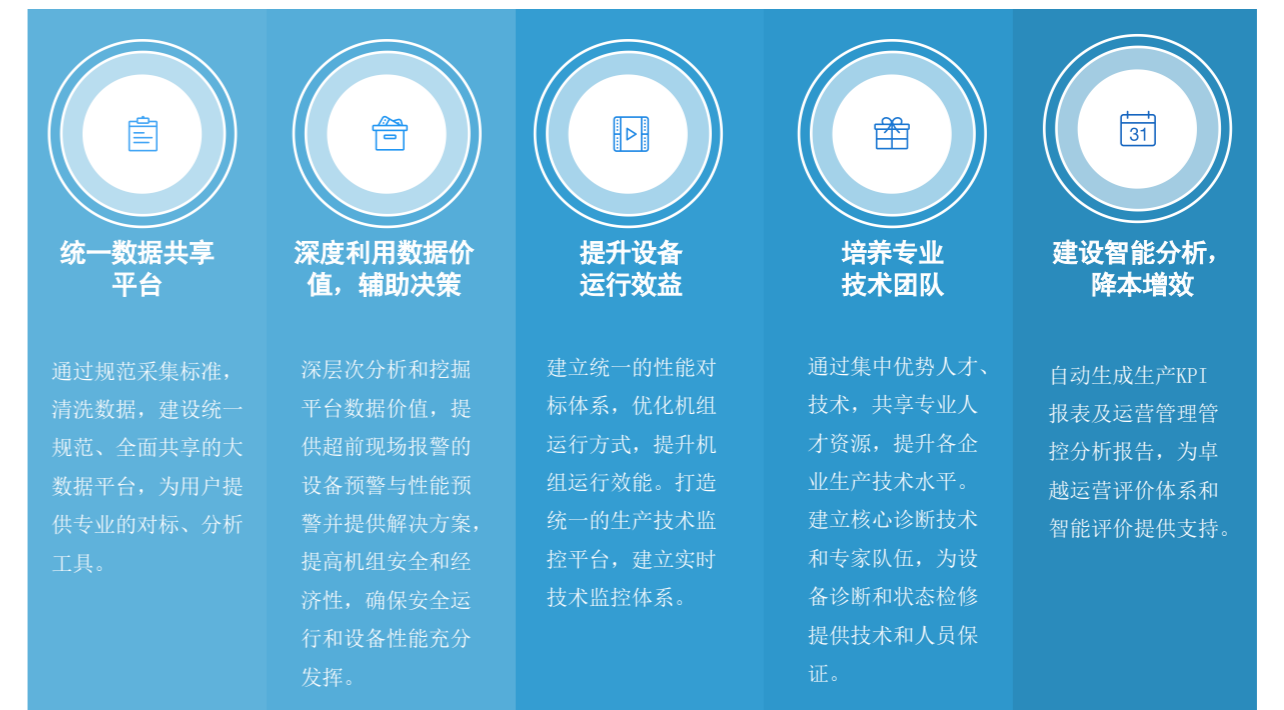 统一数据共享
平台
通过规范采集标准，
清洗数据，建设统一
规范、全面共享的大
数据平台，为用户提
供专业的对标、分析
工具。
深度利用数据价
值，辅助决策
深层次分析和挖掘
平台数据价值，提
供超前现场报警的
设备预警与性能预
警并提供解决方案，
提高机组安全和经
济性，确保安全运
行和设备性能充分
发挥。
提升设备
运行效益
建立统一的性能对
标体系，优化机组
运行方式，提升机
组运行效能。打造
统一的生产技术监
控平台，建立实时
技术监控体系。
培养专业
技术团队
通过集中优势人才、
技术，共享专业人
才资源，提升各企
业生产技术水平。
建立核心诊断技术
和专家队伍，为设
备诊断和状态检修
提供技术和人员保
证。
31
建设智能分析，
降本增效
自动生成生产KPI
报表及运营管理管
控分析报告，为卓
越运营评价体系和
智能评价提供支持。